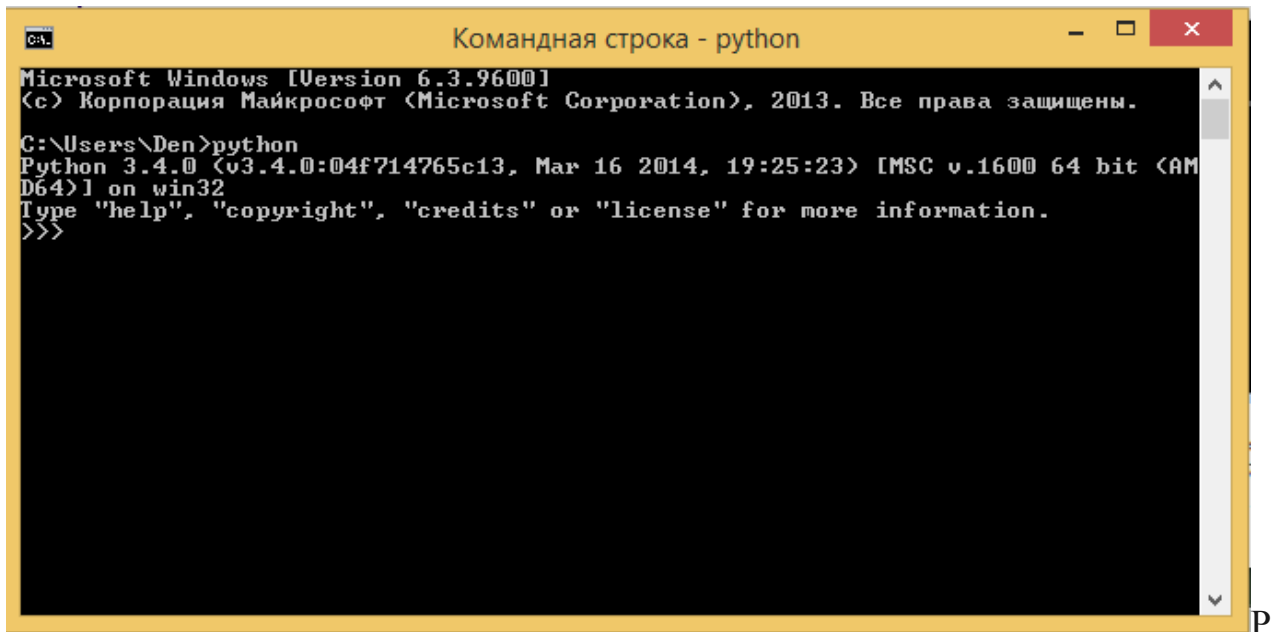 Командная строка - python
Microsoft Windows [Version 6.3.9600]
(c) Корпорация Майкрософт (Microsoft Corporation), 2013. Все права защищены.
C:\Users\Den>python
Python 3.4.0 (v3.4.0:04f714765c13, Mar 16 2014, 19:25:23) [MSC v.1600 64 bit (AM
D64)] on win32
Type "help", "copyright", "credits" or "license" for more information.
>>>
Р